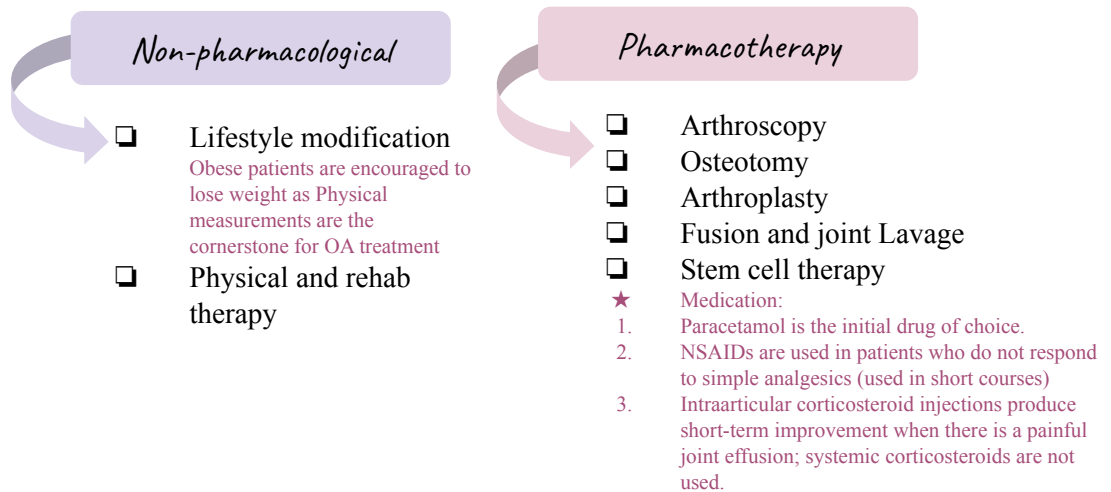 Non-pharmacological
❏ Lifestyle modification
Obese patients are encouraged to
lose weight as Physical
measurements are the
cornerstone for OA treatment
❏ Physical and rehab
therapy
Pharmacotherapy
❏ Arthroscopy
❏ Osteotomy
❏ Arthroplasty
❏ Fusion and joint Lavage
❏ Stem cell therapy
★ Medication:
1. Paracetamol is the initial drug of choice.
2. NSAIDs are used in patients who do not respond
to simple analgesics (used in short courses)
3. Intraarticular corticosteroid injections produce
short-term improvement when there is a painful
joint effusion; systemic corticosteroids are not
used.